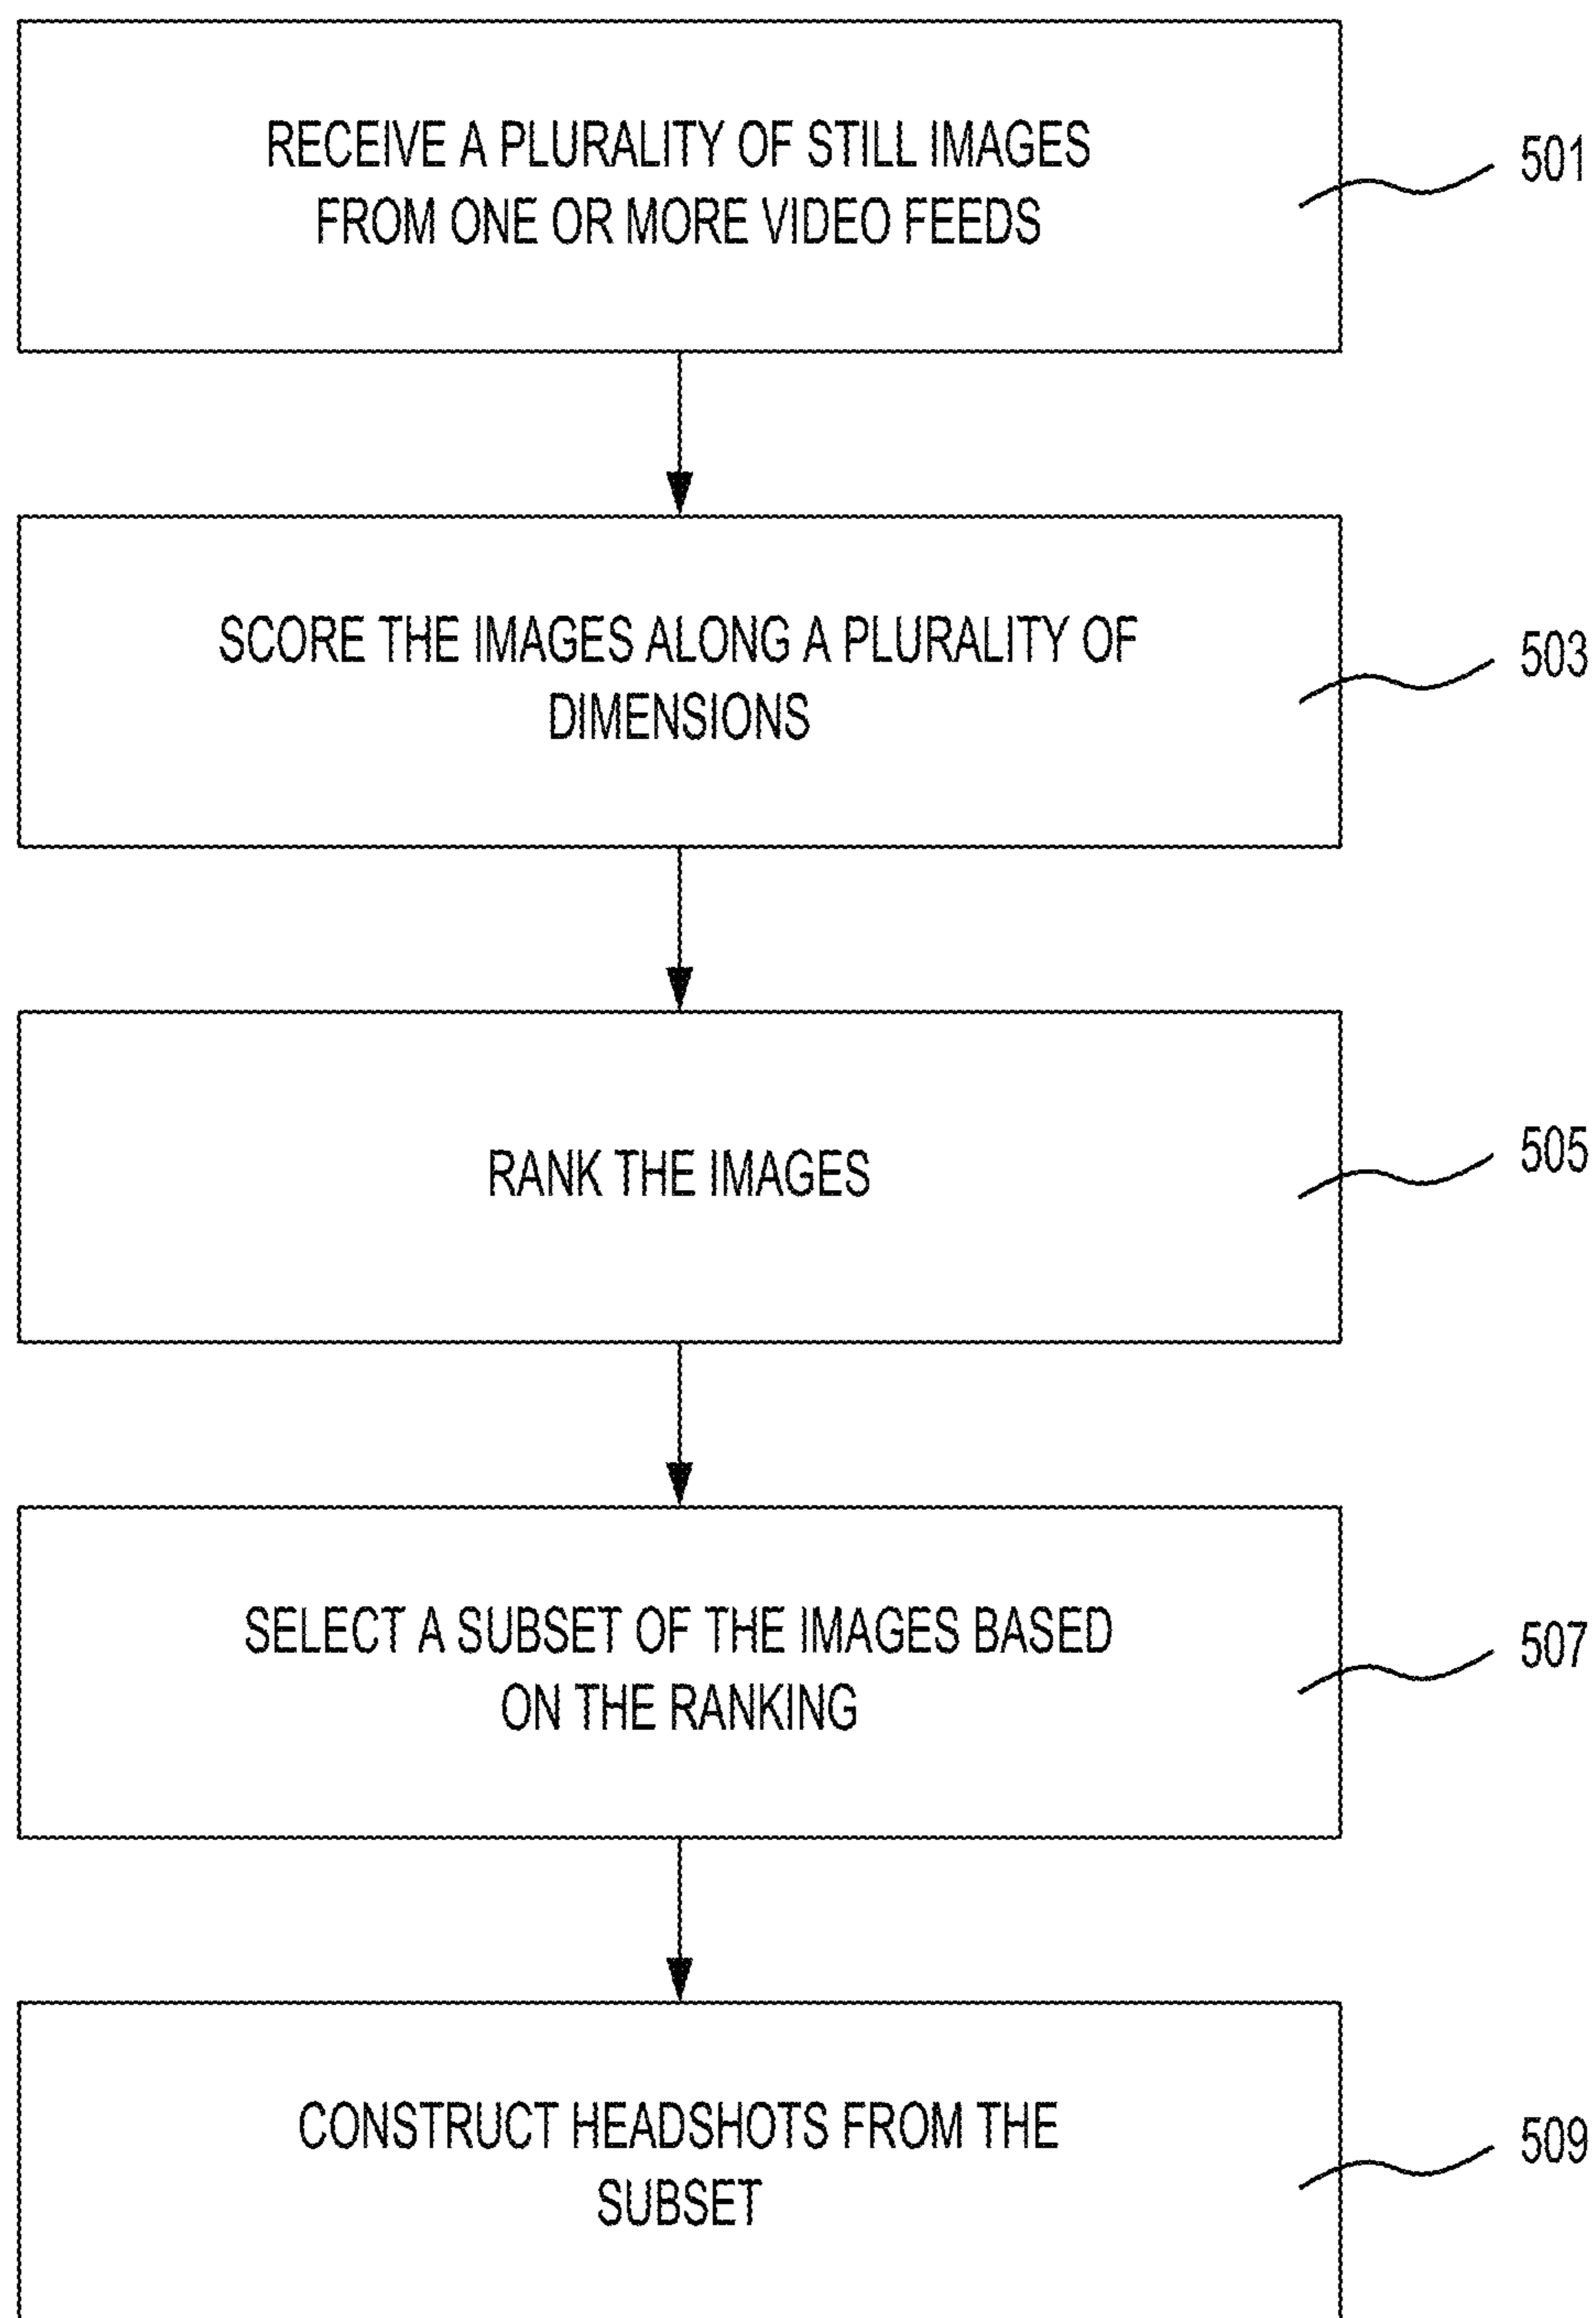 RECEIVE A PLURALITY OF STILL IMAGES
FROM ONE OR MORE VIDEO FEEDS
501
SCORE THE IMAGES ALONG A PLURALITY OF
DIMENSIONS
503
RANK THE IMAGES
505
SELECT A SUBSET OF THE IMAGES BASED
ON THE RANKING
507
CONSTRUCT HEADSHOTS FROM THE
SUBSET
509